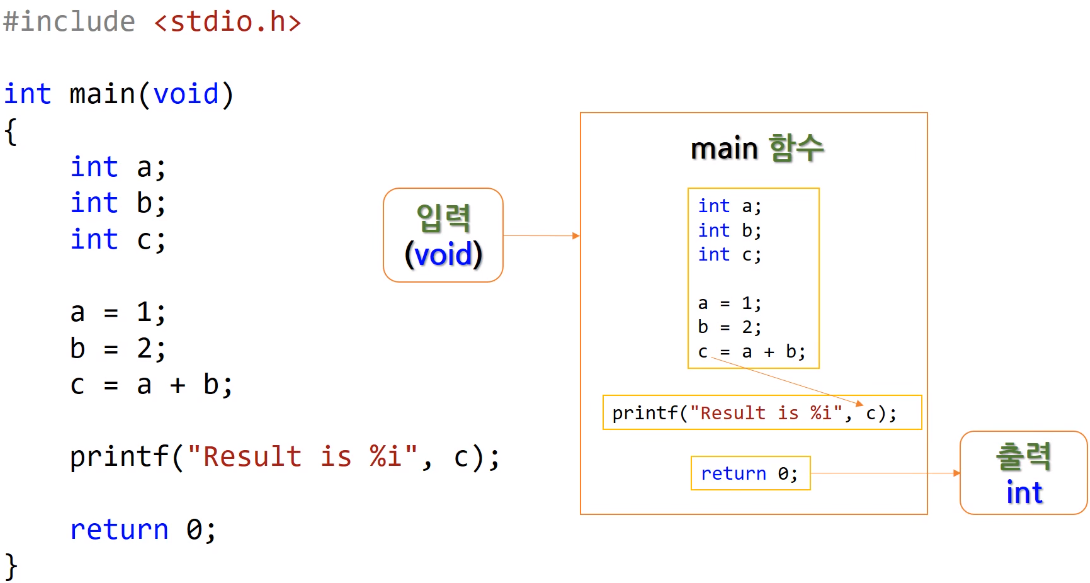 #include <stdio.h>
int main(void)
{
    int a;
    int b;
    int c;
    a = 1;
    b = 2;
    c = a + b;
    printf("Result is %i", c);
    return 0;
}
입력
(void)
main 함수
int a;
int b;
int c;
a = 1;
b = 2;
c = a + b;
printf("Result is %i", c);
return 0;
출력
int